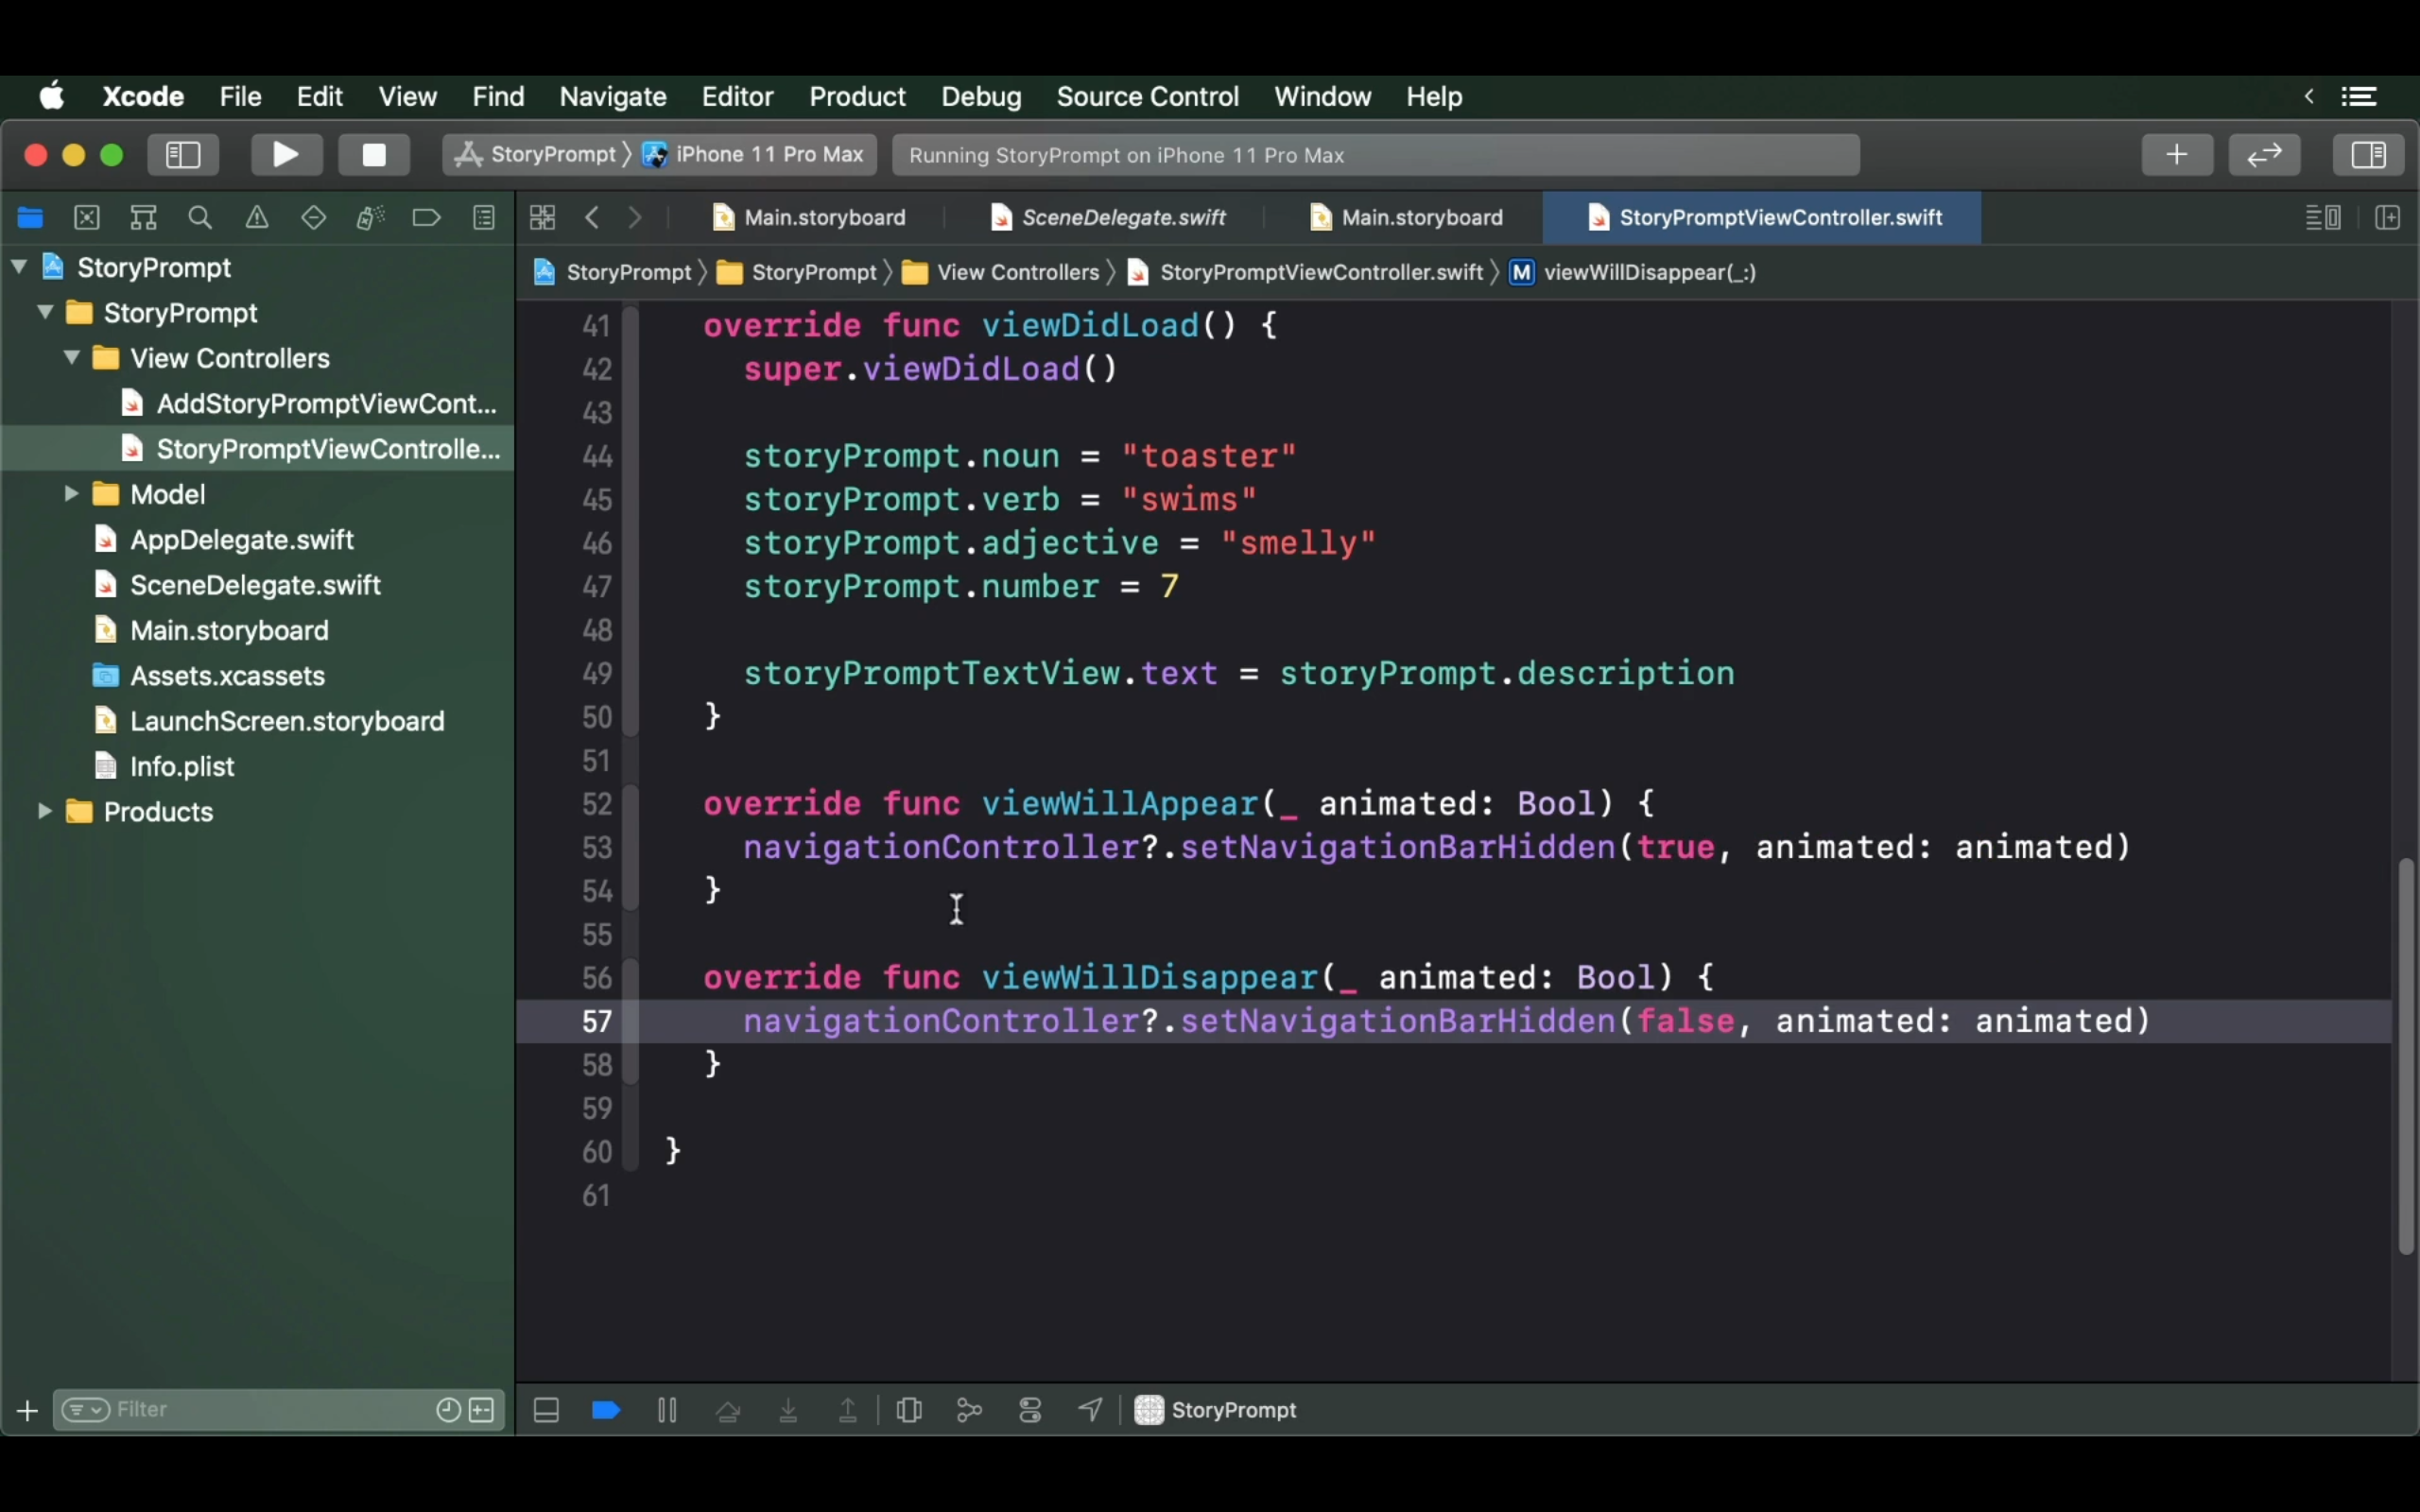 Xcode File Edit View Find Navigate Editor Product Debug Source Control Window Help
StoryPrompt iPhone 11 Pro Max Running StoryPrompt on iPhone 11 Pro Max
Main.storyboard SceneDelegate.swift Main.storyboard StoryPromptViewController.swift
StoryPrompt StoryPrompt View Controllers StoryPromptViewController.swift M viewWillDisappear(_:)
StoryPrompt
StoryPrompt
View Controllers
AddStoryPromptViewCont...
StoryPromptViewControlle...
Model
AppDelegate.swift
SceneDelegate.swift
Main.storyboard
Assets.xcassets
LaunchScreen.storyboard
Info.plist
Products
Filter
41 override func viewDidLoad() {
42 super.viewDidLoad()
43
44 storyPrompt.noun = "toaster"
45 storyPrompt.verb = "swims"
46 storyPrompt.adjective = "smelly"
47 storyPrompt.number = 7
48
49 storyPromptTextView.text = storyPrompt.description
50 }
51
52 override func viewWillAppear(_ animated: Bool) {
53 navigationController?.setNavigationBarHidden(true, animated: animated)
54 }
55
56 override func viewWillDisappear(_ animated: Bool) {
57 navigationController?.setNavigationBarHidden(false, animated: animated)
58 }
59
60 }
61
StoryPrompt